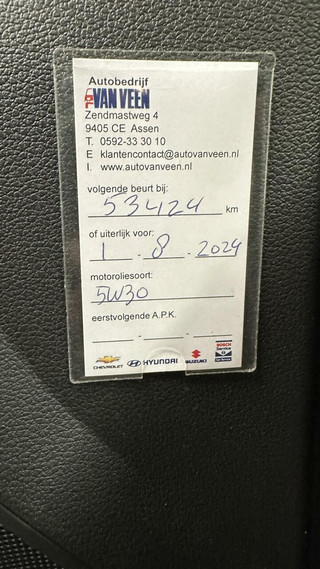 Autobedrijf
VAN VEEN
Zendmastweg 4
9405 CE Assen
T. 0592-33 30 10
E klantencontact@autovanveen.nl
I. www.autovanveen.nl
volgende beurt bij:
53424 km
of uiterlijk voor:
1 . 8 . 2024
motoroliesoort:
5W30
eerstvolgende A.P.K.
CHEVROLET HYUNDAI SUZUKI BOSCH Service